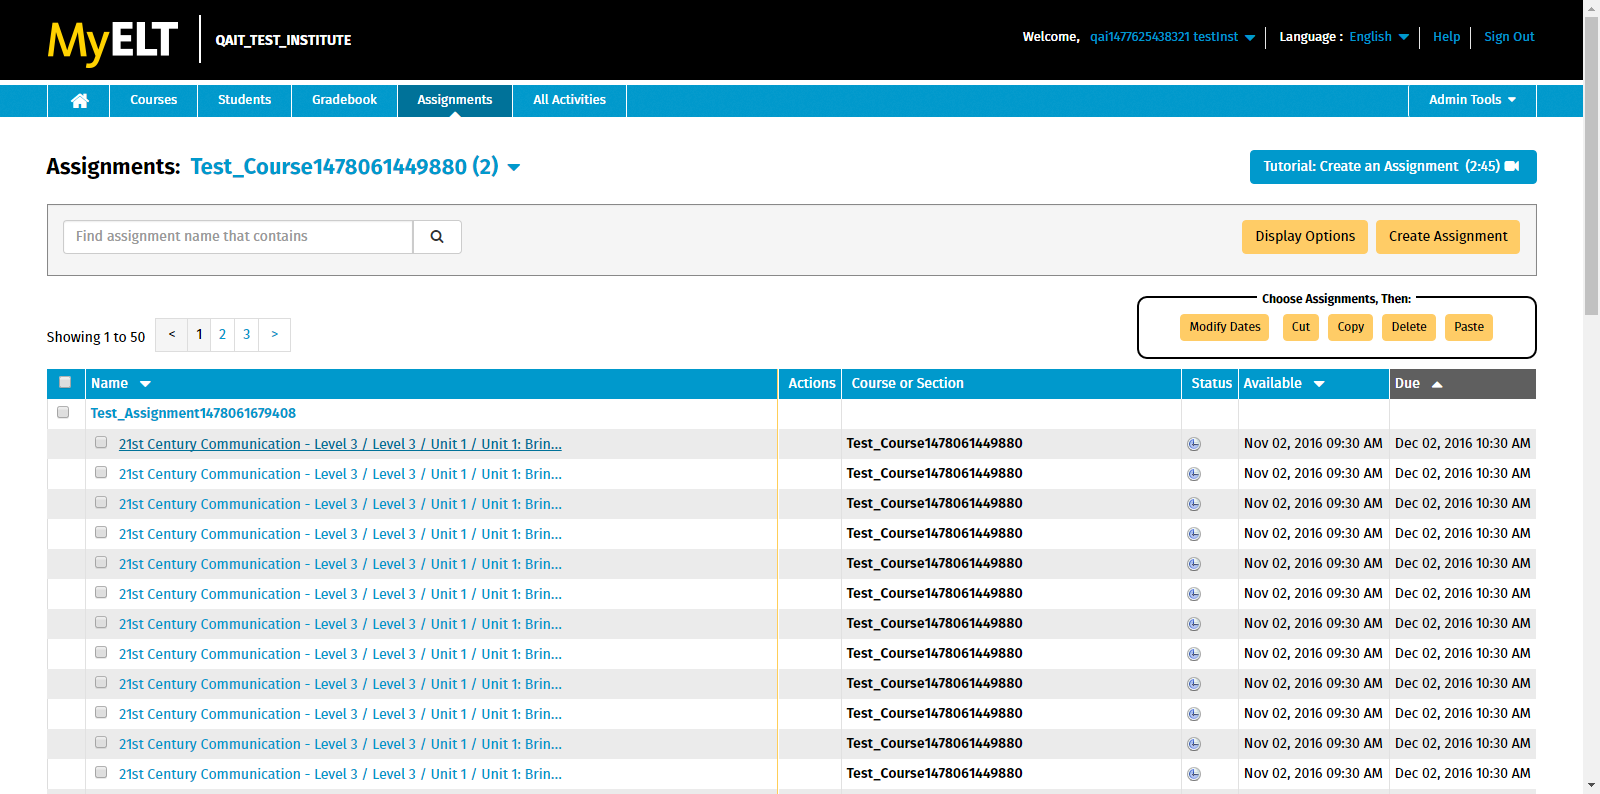 MyELT QAIT_TEST_INSTITUTE Welcome, qai1477625438321 testInst Language : English Help Sign Out
Courses Students Gradebook Assignments All Activities Admin Tools
Assignments: Test_Course1478061449880 (2) Tutorial: Create an Assignment (2:45)
Find assignment name that contains Display Options Create Assignment
Choose Assignments, Then:
Showing 1 to 50 < 1 2 3 > Modify Dates Cut Copy Delete Paste
Name Actions Course or Section Status Available Due
Test_Assignment1478061679408
21st Century Communication - Level 3 / Level 3 / Unit 1 / Unit 1: Brin... Test_Course1478061449880 Nov 02, 2016 09:30 AM Dec 02, 2016 10:30 AM
21st Century Communication - Level 3 / Level 3 / Unit 1 / Unit 1: Brin... Test_Course1478061449880 Nov 02, 2016 09:30 AM Dec 02, 2016 10:30 AM
21st Century Communication - Level 3 / Level 3 / Unit 1 / Unit 1: Brin... Test_Course1478061449880 Nov 02, 2016 09:30 AM Dec 02, 2016 10:30 AM
21st Century Communication - Level 3 / Level 3 / Unit 1 / Unit 1: Brin... Test_Course1478061449880 Nov 02, 2016 09:30 AM Dec 02, 2016 10:30 AM
21st Century Communication - Level 3 / Level 3 / Unit 1 / Unit 1: Brin... Test_Course1478061449880 Nov 02, 2016 09:30 AM Dec 02, 2016 10:30 AM
21st Century Communication - Level 3 / Level 3 / Unit 1 / Unit 1: Brin... Test_Course1478061449880 Nov 02, 2016 09:30 AM Dec 02, 2016 10:30 AM
21st Century Communication - Level 3 / Level 3 / Unit 1 / Unit 1: Brin... Test_Course1478061449880 Nov 02, 2016 09:30 AM Dec 02, 2016 10:30 AM
21st Century Communication - Level 3 / Level 3 / Unit 1 / Unit 1: Brin... Test_Course1478061449880 Nov 02, 2016 09:30 AM Dec 02, 2016 10:30 AM
21st Century Communication - Level 3 / Level 3 / Unit 1 / Unit 1: Brin... Test_Course1478061449880 Nov 02, 2016 09:30 AM Dec 02, 2016 10:30 AM
21st Century Communication - Level 3 / Level 3 / Unit 1 / Unit 1: Brin... Test_Course1478061449880 Nov 02, 2016 09:30 AM Dec 02, 2016 10:30 AM
21st Century Communication - Level 3 / Level 3 / Unit 1 / Unit 1: Brin... Test_Course1478061449880 Nov 02, 2016 09:30 AM Dec 02, 2016 10:30 AM
21st Century Communication - Level 3 / Level 3 / Unit 1 / Unit 1: Brin... Test_Course1478061449880 Nov 02, 2016 09:30 AM Dec 02, 2016 10:30 AM